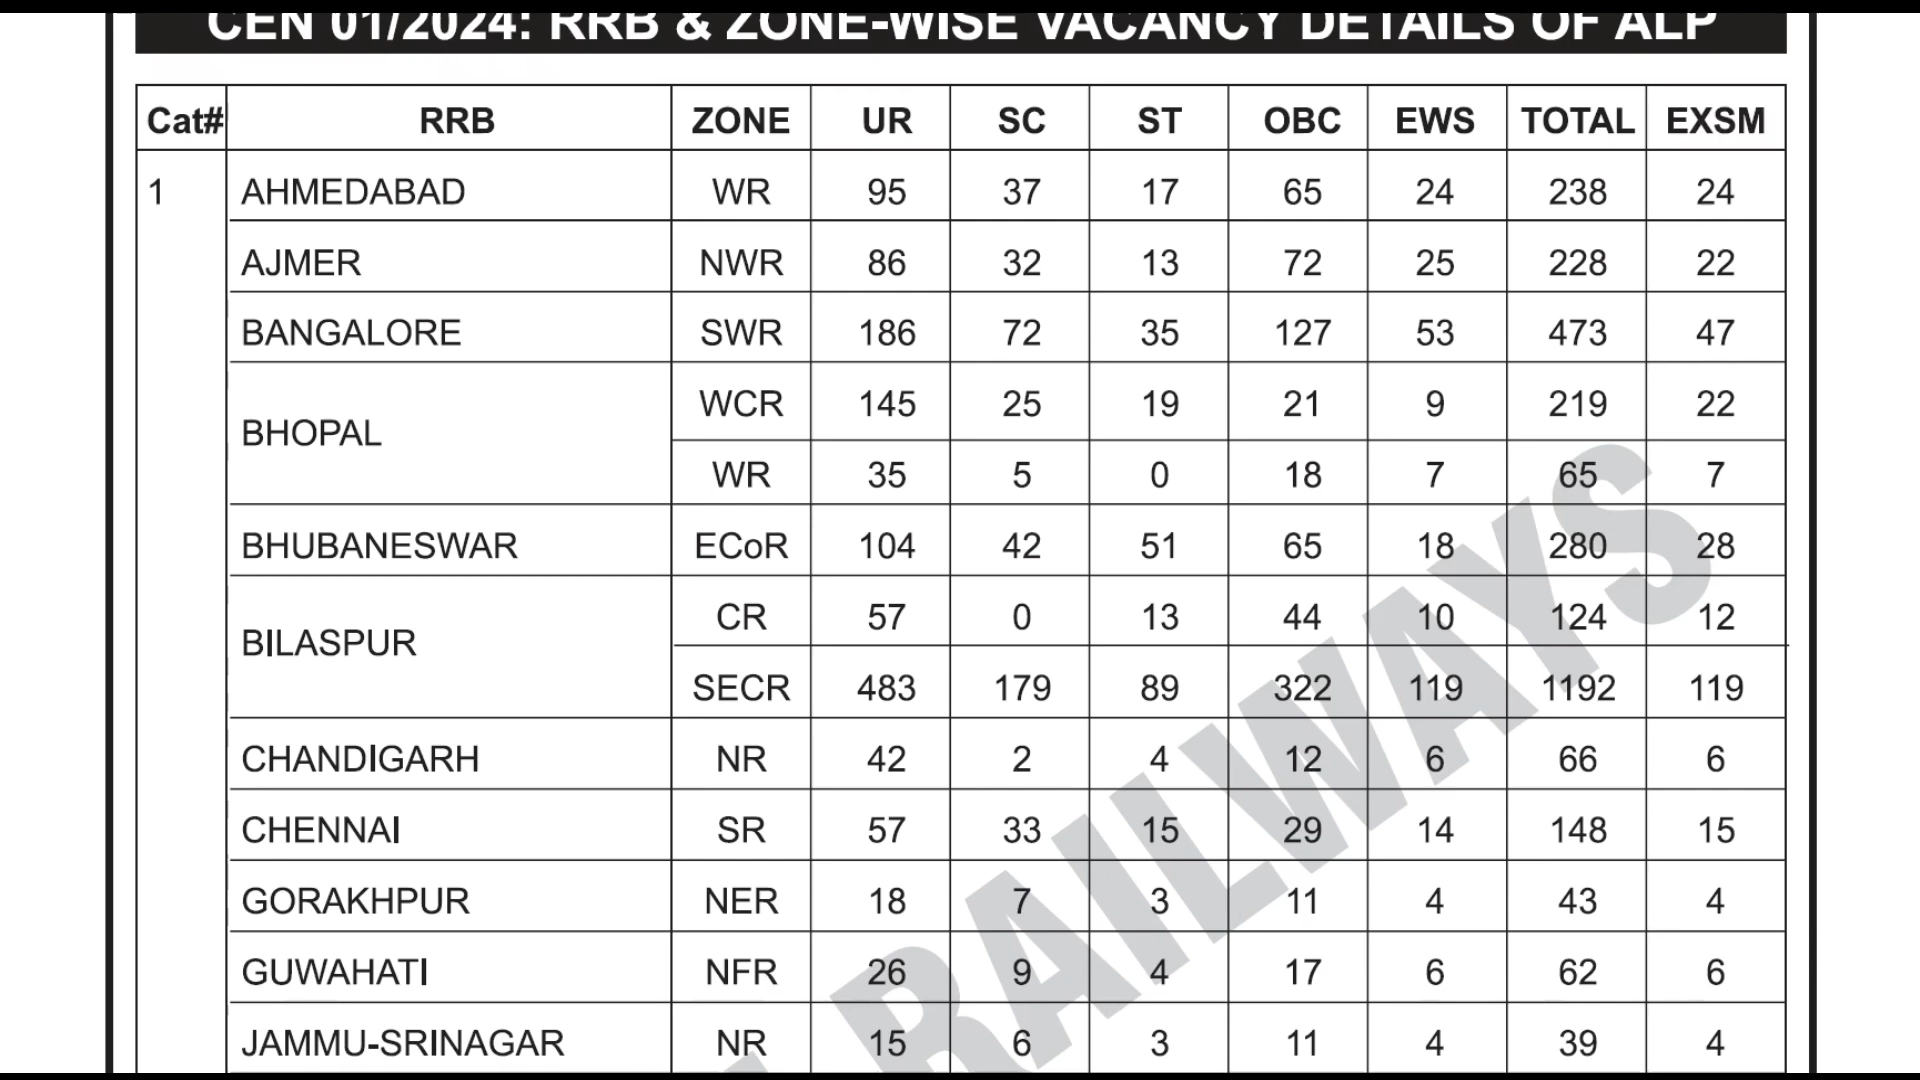 CEN 01/2024: RRB & ZONE-WISE VACANCY DETAILS OF ALP
Cat# RRB ZONE UR SC ST OBC EWS TOTAL EXSM
1 AHMEDABAD WR 95 37 17 65 24 238 24
AJMER NWR 86 32 13 72 25 228 22
BANGALORE SWR 186 72 35 127 53 473 47
BHOPAL WCR 145 25 19 21 9 219 22
WR 35 5 0 18 7 65 7
BHUBANESWAR ECoR 104 42 51 65 18 280 28
BILASPUR CR 57 0 13 44 10 124 12
SECR 483 179 89 322 119 1192 119
CHANDIGARH NR 42 2 4 12 6 66 6
CHENNAI SR 57 33 15 29 14 148 15
GORAKHPUR NER 18 7 3 11 4 43 4
GUWAHATI NFR 26 9 4 17 6 62 6
JAMMU-SRINAGAR NR 15 6 3 11 4 39 4
RAILWAYS